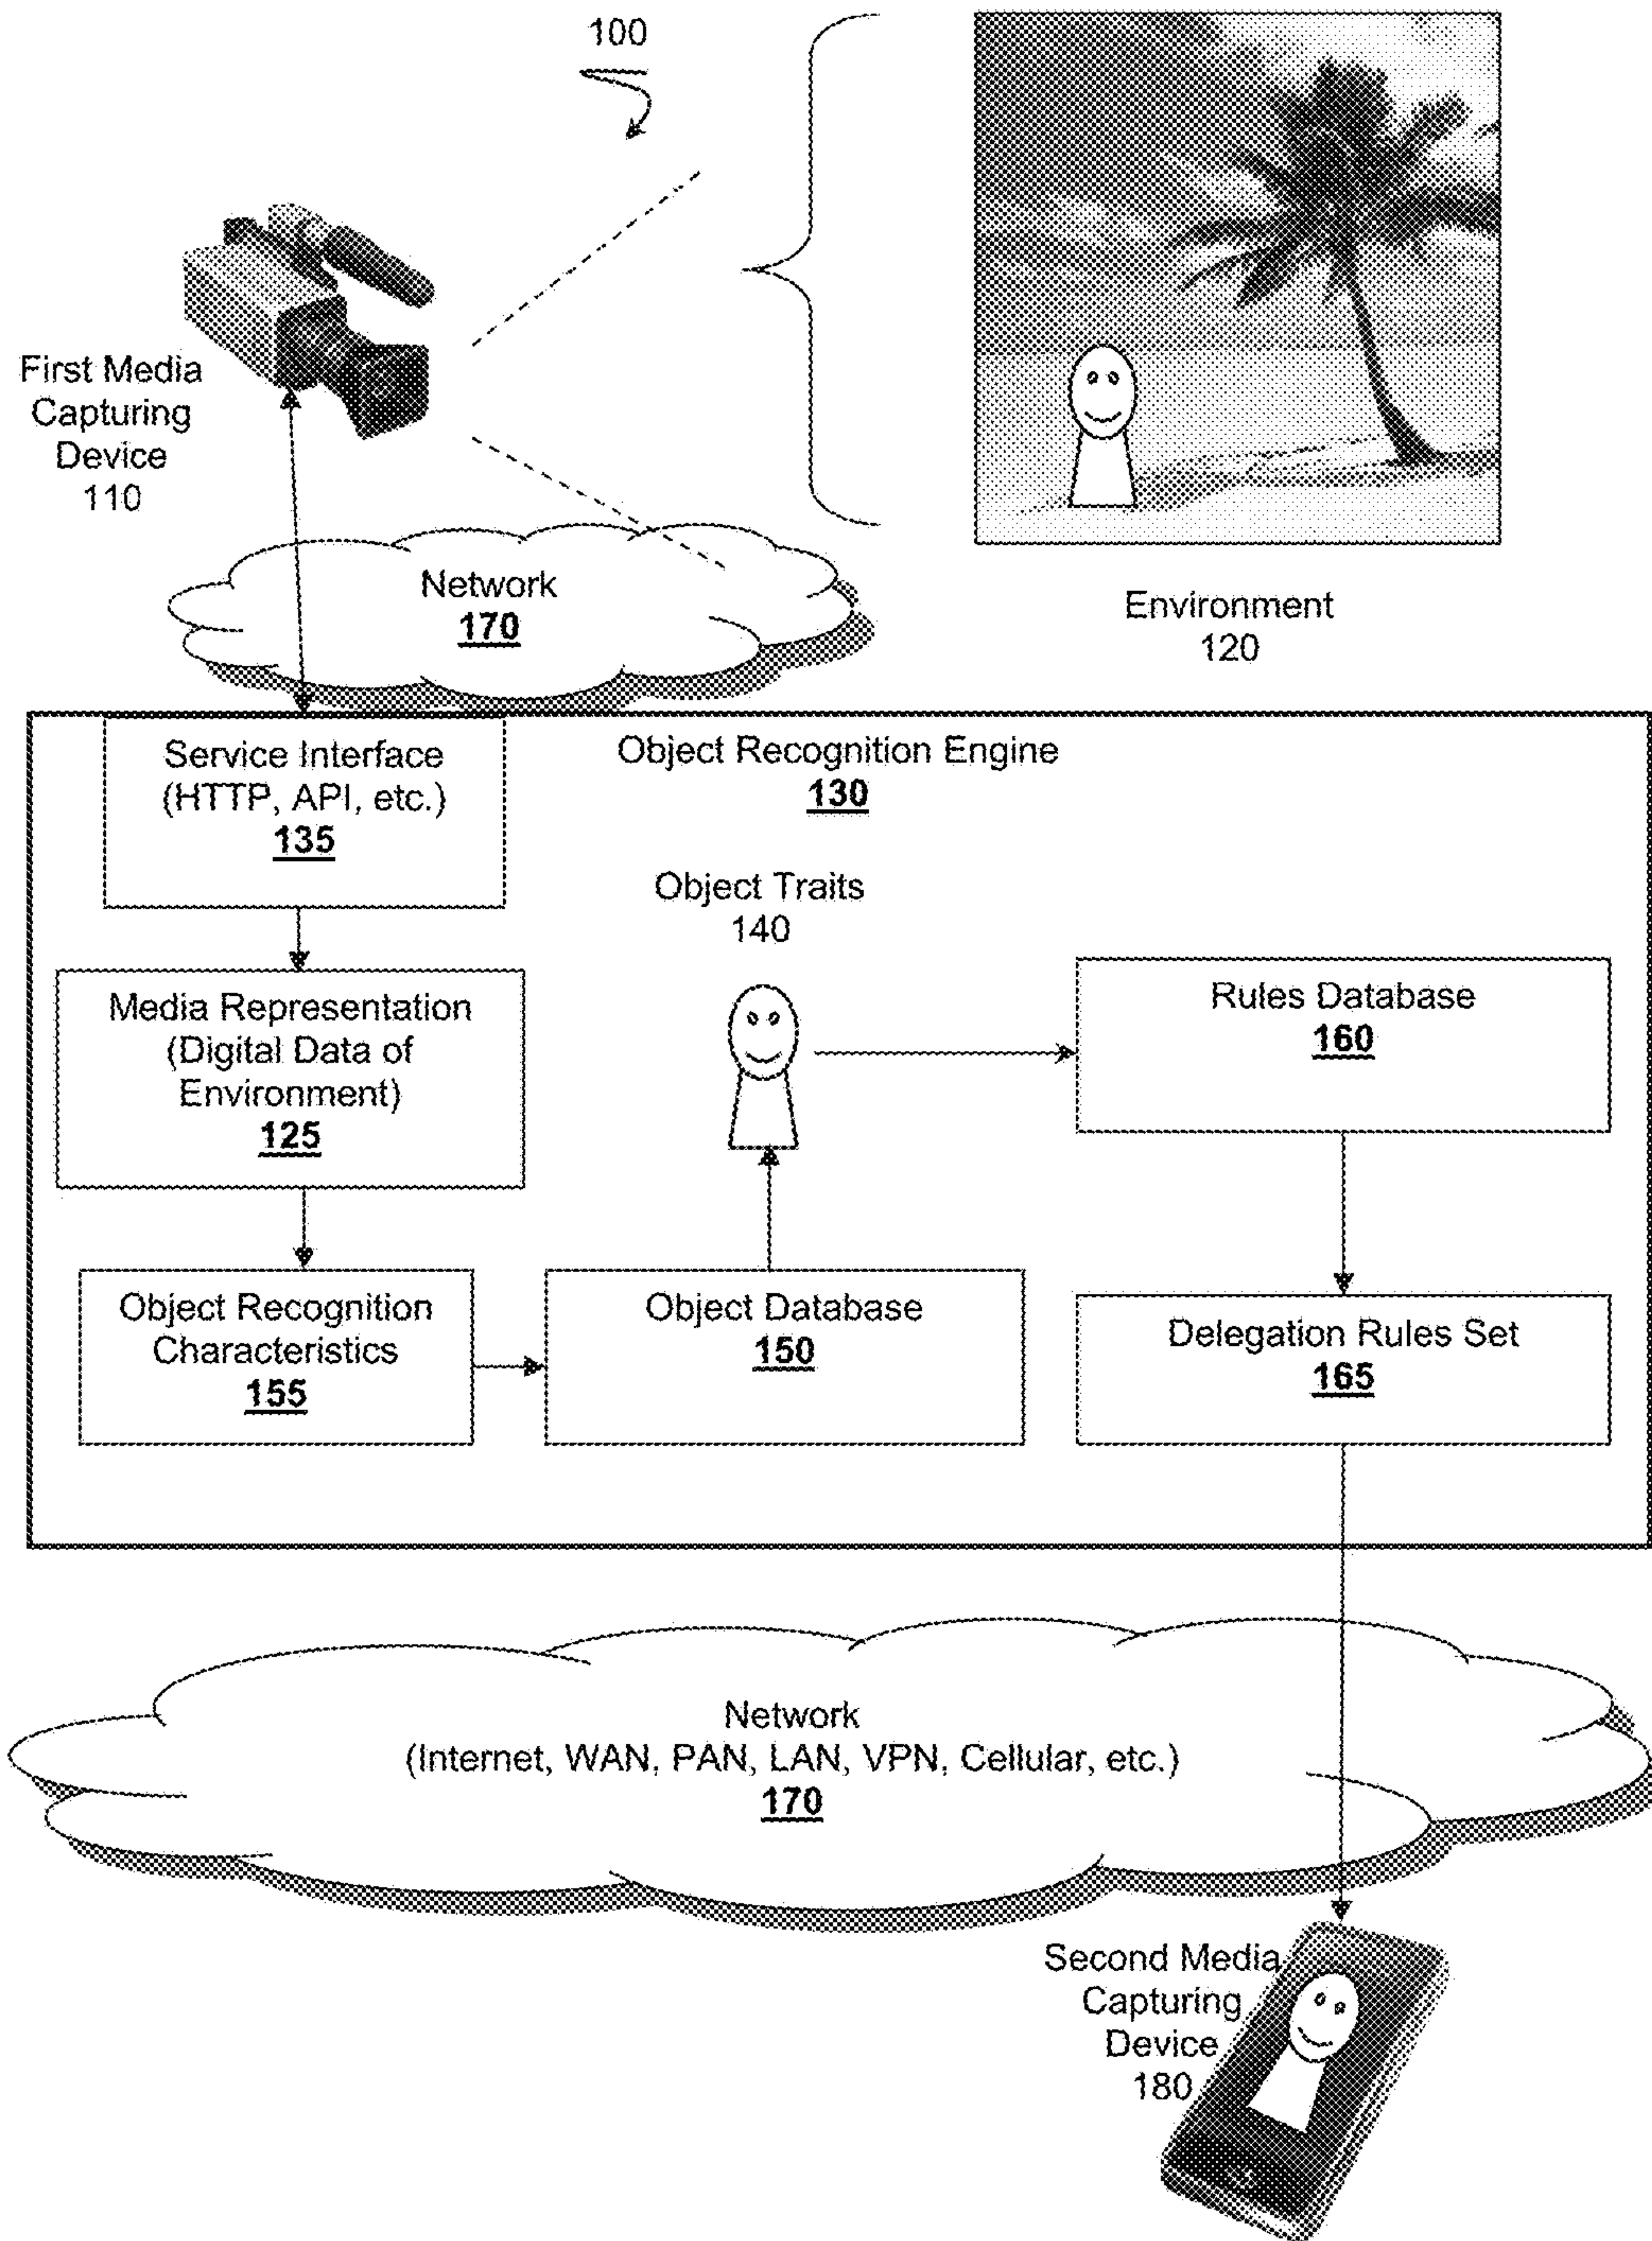 100
First Media
Capturing
Device
110
Network
170
Environment
120
Service Interface
(HTTP, API, etc.)
135
Object Recognition Engine
130
Object Traits
140
Media Representation
(Digital Data of
Environment)
125
Rules Database
160
Object Recognition
Characteristics
155
Object Database
150
Delegation Rules Set
165
Network
(Internet, WAN, PAN, LAN, VPN, Cellular, etc.)
170
Second Media
Capturing
Device
180